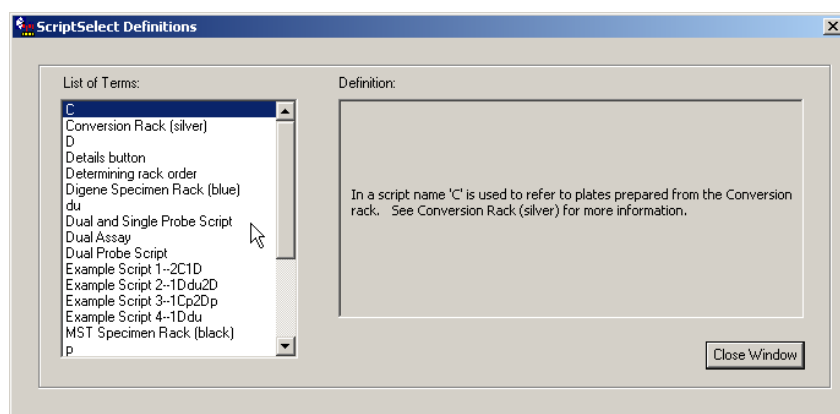 ScriptSelect Definitions
List of Terms:
C
Conversion Rack (silver)
D
Details button
Determining rack order
Digene Specimen Rack (blue)
du
Dual and Single Probe Script
Dual Assay
Dual Probe Script
Example Script 1--2C1D
Example Script 2--1Ddu2D
Example Script 3--1Cp2Dp
Example Script 4--1Ddu
MST Specimen Rack (black)
p
Definition:
In a script name 'C' is used to refer to plates prepared from the Conversion
rack. See Conversion Rack (silver) for more information.
Close Window